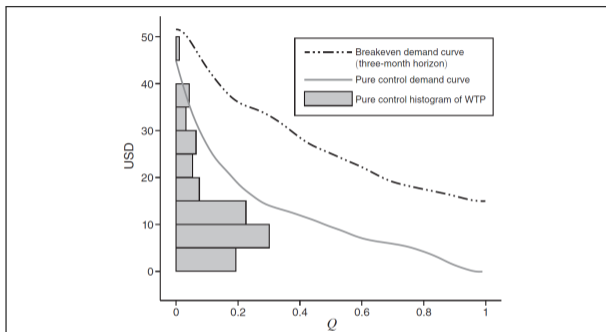 50
40
30
20
10
0
USD
Breakeven demand curve
(three-month horizon)
Pure control demand curve
Pure control histogram of WTP
0 0.2 0.4 0.6 0.8 1
Q